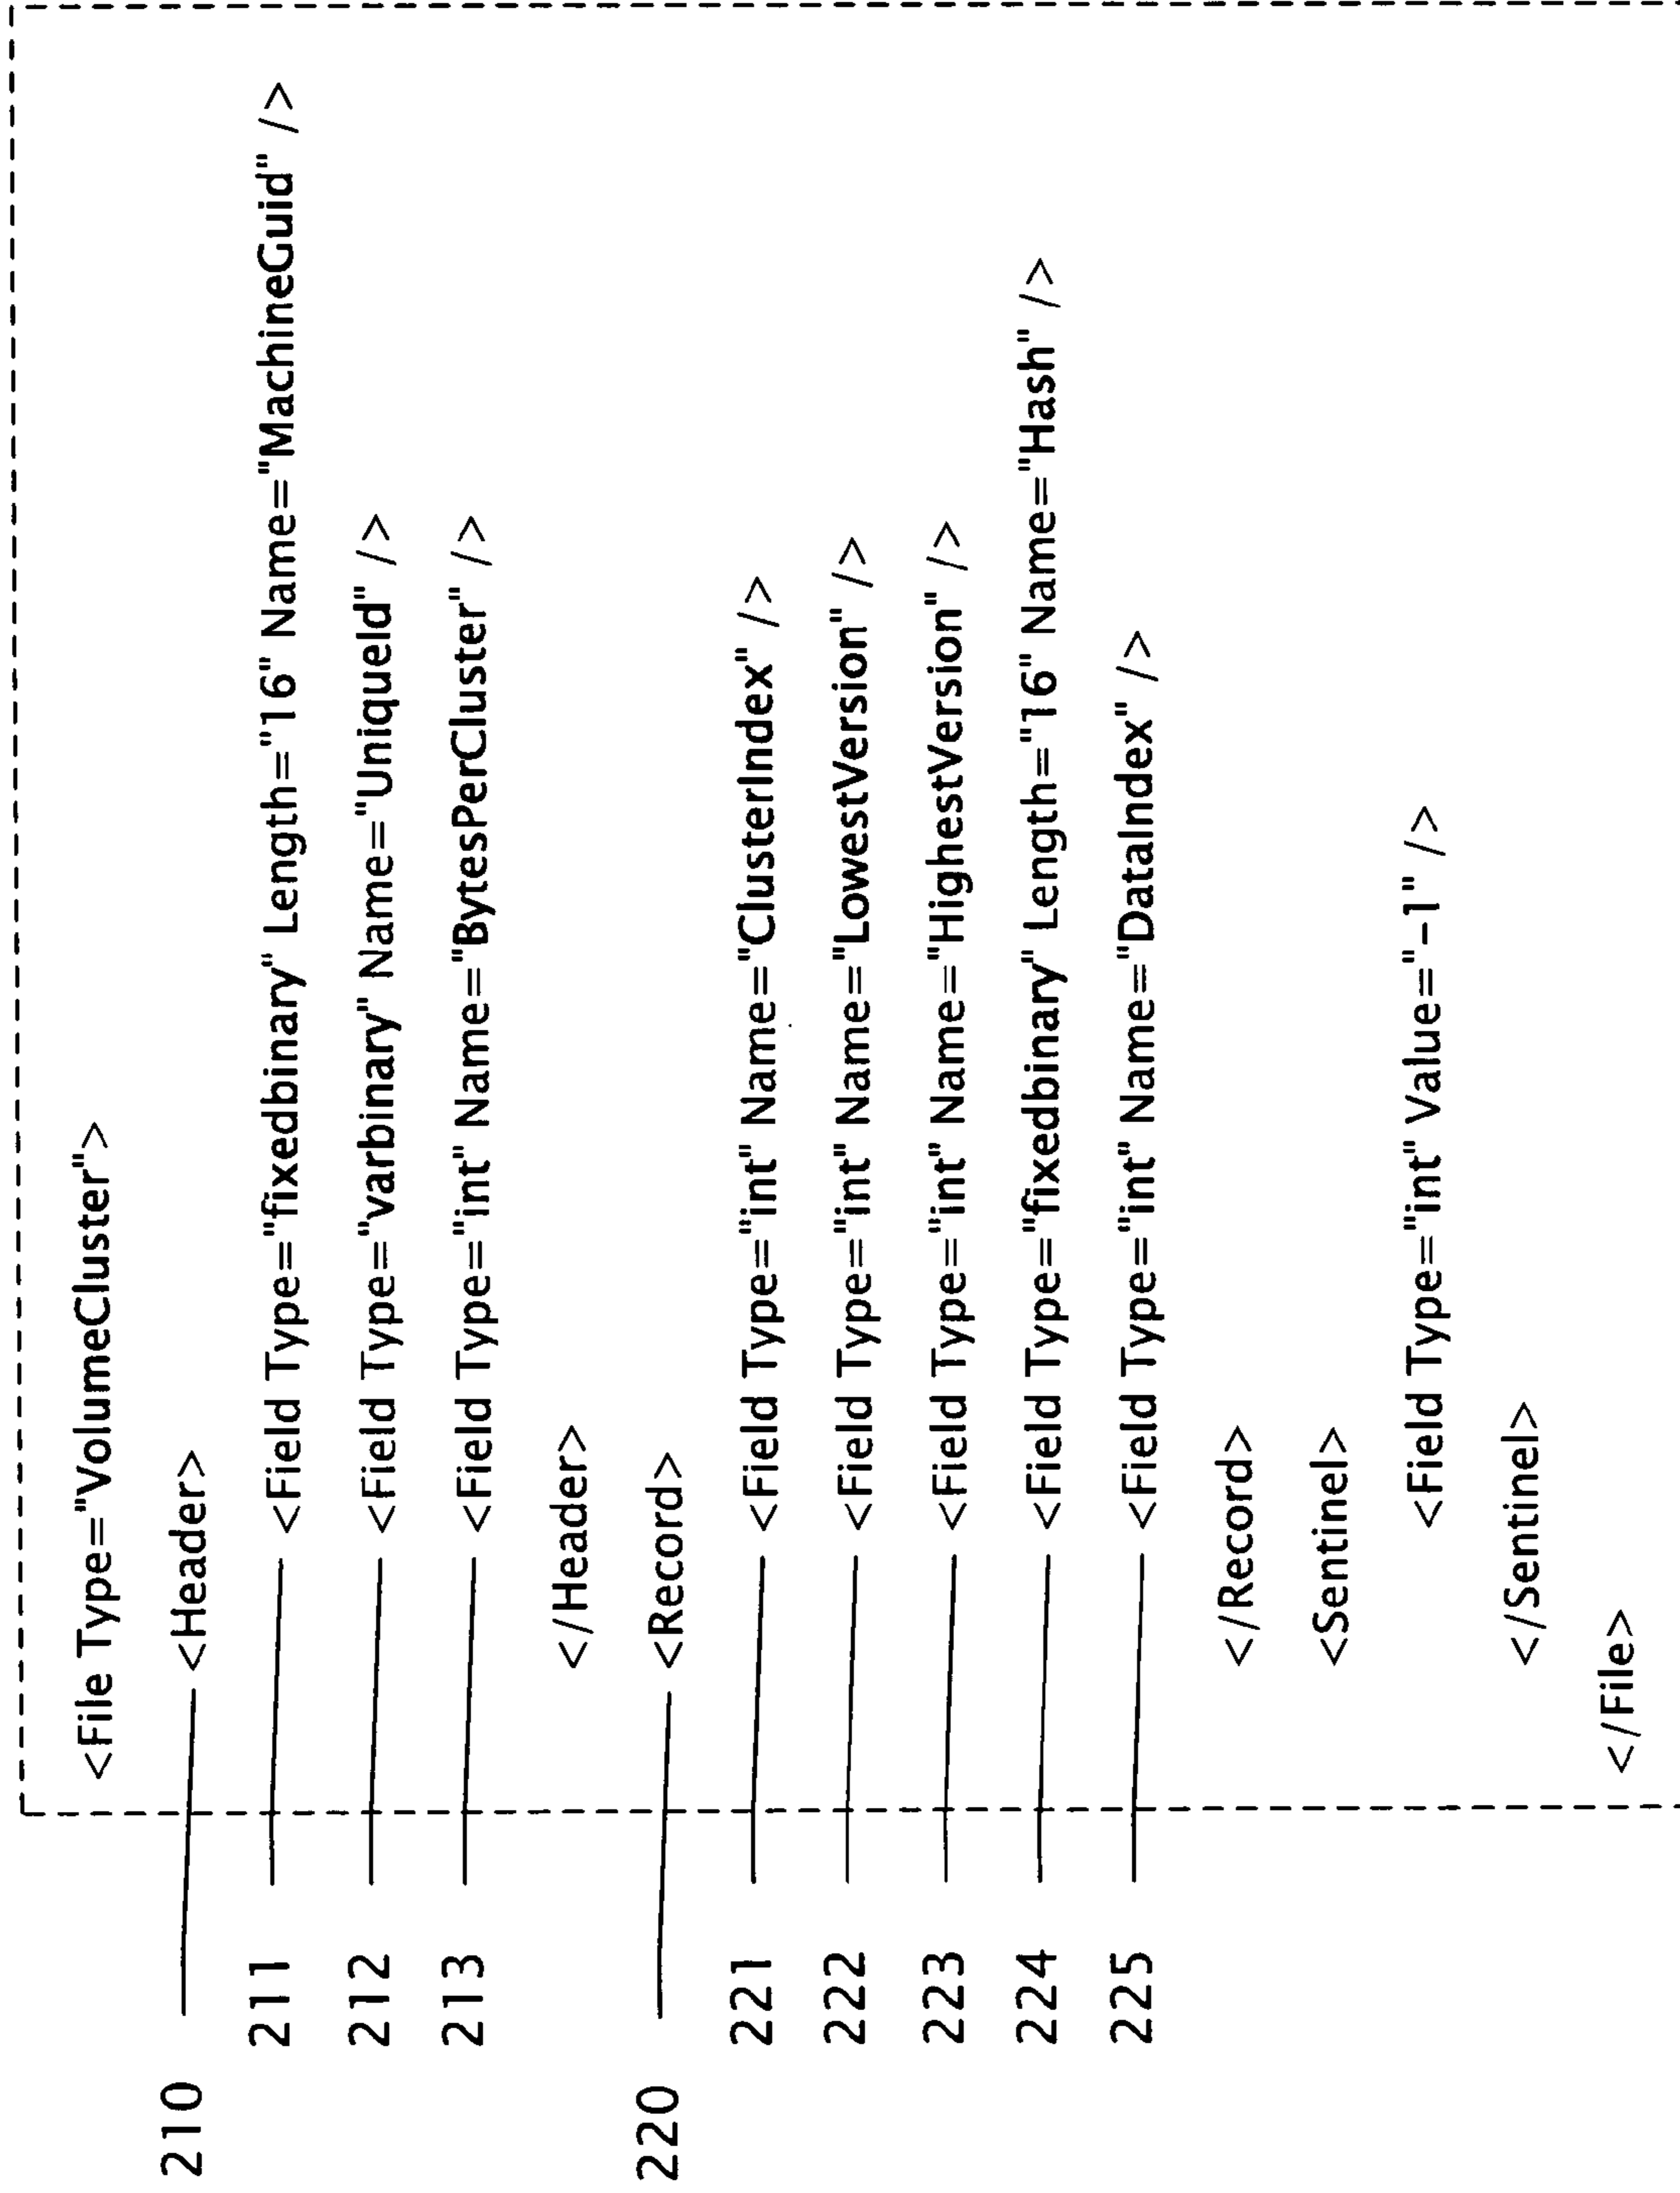 <File Type="VolumeCluster">
210 <Header>
211 <Field Type="fixedbinary" Length="16" Name="MachineGuid" />
212 <Field Type="varbinary" Name="UniqueId" />
213 <Field Type="int" Name="BytesPerCluster" />
</Header>
220 <Record>
221 <Field Type="int" Name="ClusterIndex" />
222 <Field Type="int" Name="LowestVersion" />
223 <Field Type="int" Name="HighestVersion" />
224 <Field Type="fixedbinary" Length="16" Name="Hash" />
225 <Field Type="int" Name="DataIndex" />
</Record>
<Sentinel>
<Field Type="int" Value="-1" />
</Sentinel>
</File>